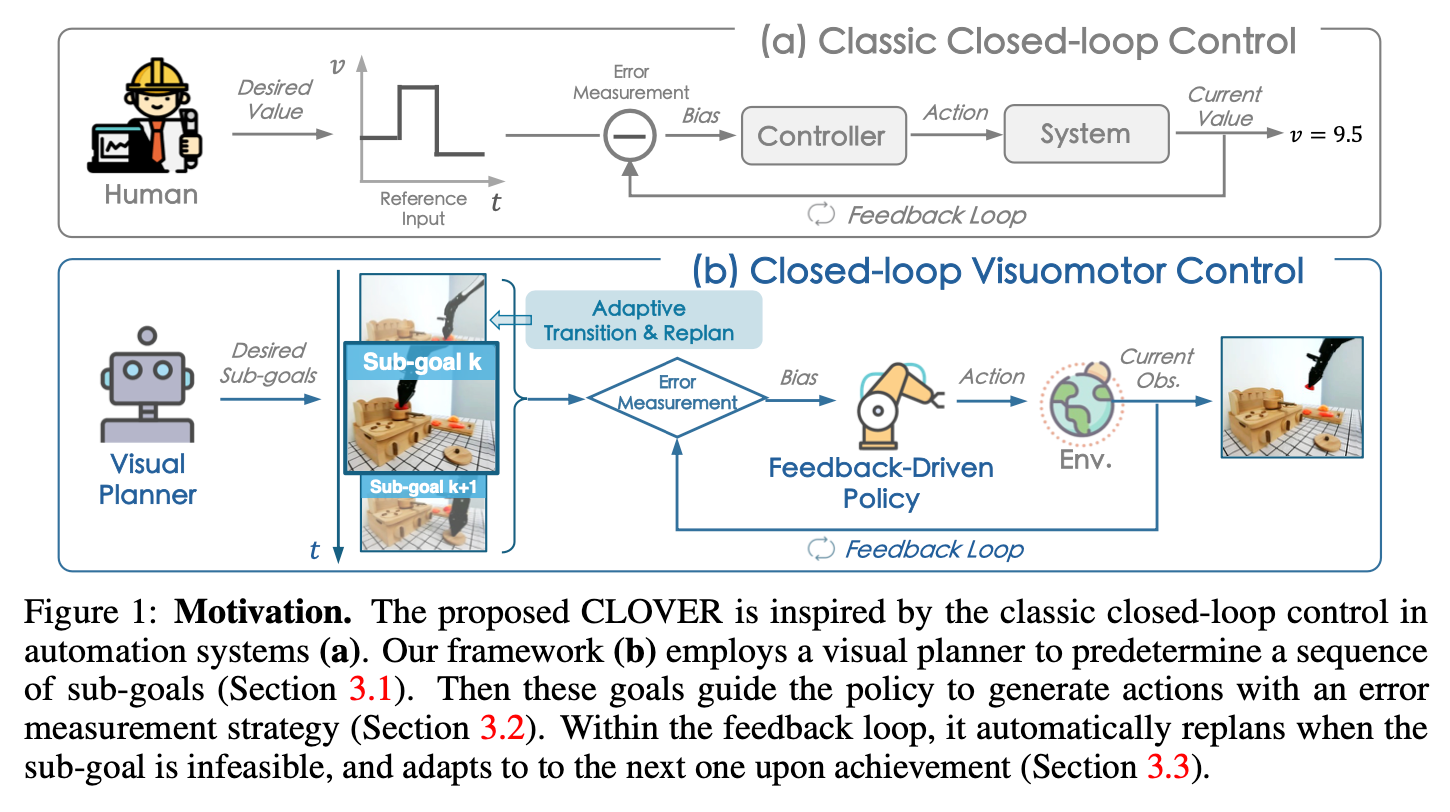 (a) Classic Closed-loop Control
Human
Desired
Value
v
Reference
Input
t
Error
Measurement
Bias
Controller
Action
System
Current
Value
v = 9.5
Feedback Loop
(b) Closed-loop Visuomotor Control
Visual
Planner
Desired
Sub-goals
t
Sub-goal k
Sub-goal k+1
Adaptive
Transition & Replan
Error
Measurement
Bias
Feedback-Driven
Policy
Action
Env.
Current
Obs.
Feedback Loop
Figure 1: Motivation. The proposed CLOVER is inspired by the classic closed-loop control in
automation systems (a). Our framework (b) employs a visual planner to predetermine a sequence
of sub-goals (Section 3.1). Then these goals guide the policy to generate actions with an error
measurement strategy (Section 3.2). Within the feedback loop, it automatically replans when the
sub-goal is infeasible, and adapts to to the next one upon achievement (Section 3.3).